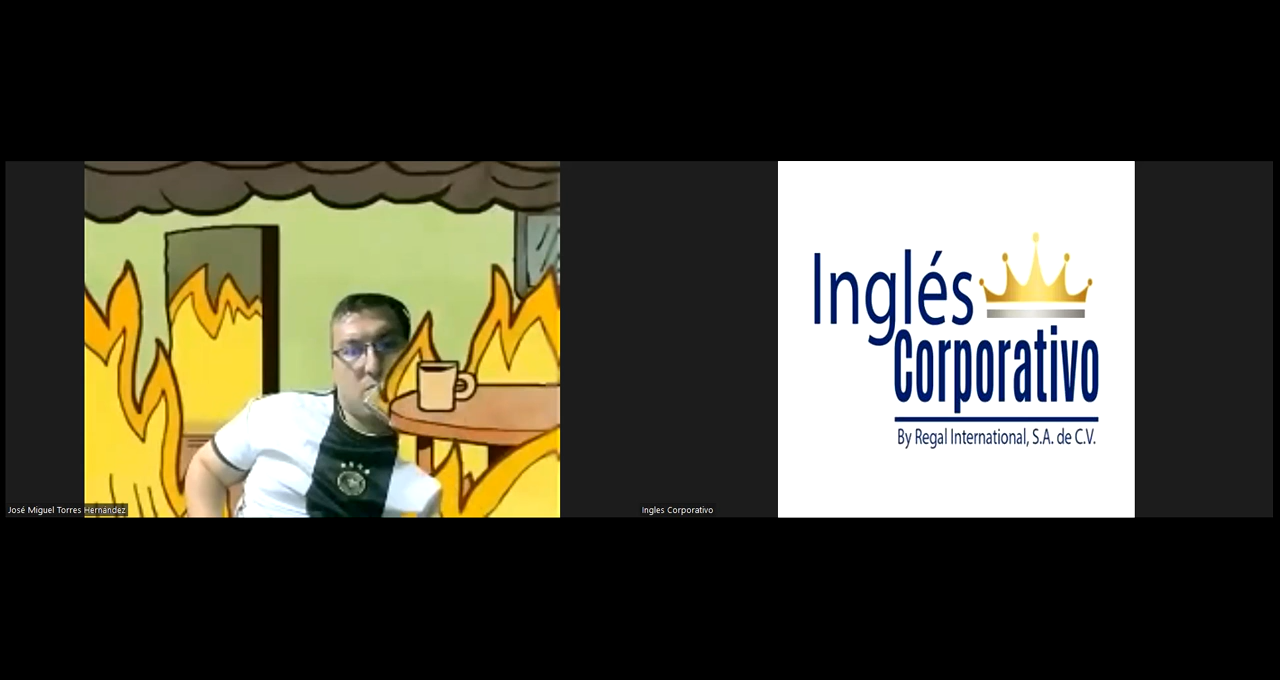 Inglés
Corporativo
By Regal International, S.A. de C.V.
José Miguel Torres Hernández
Ingles Corporativo